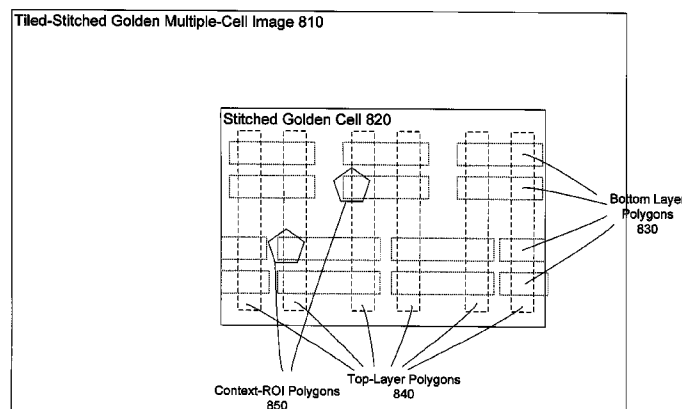 Tiled-Stitched Golden Multiple-Cell Image 810
Stitched Golden Cell 820
Bottom Layer
Polygons
830
Top-Layer Polygons
840
Context-ROI Polygons
850